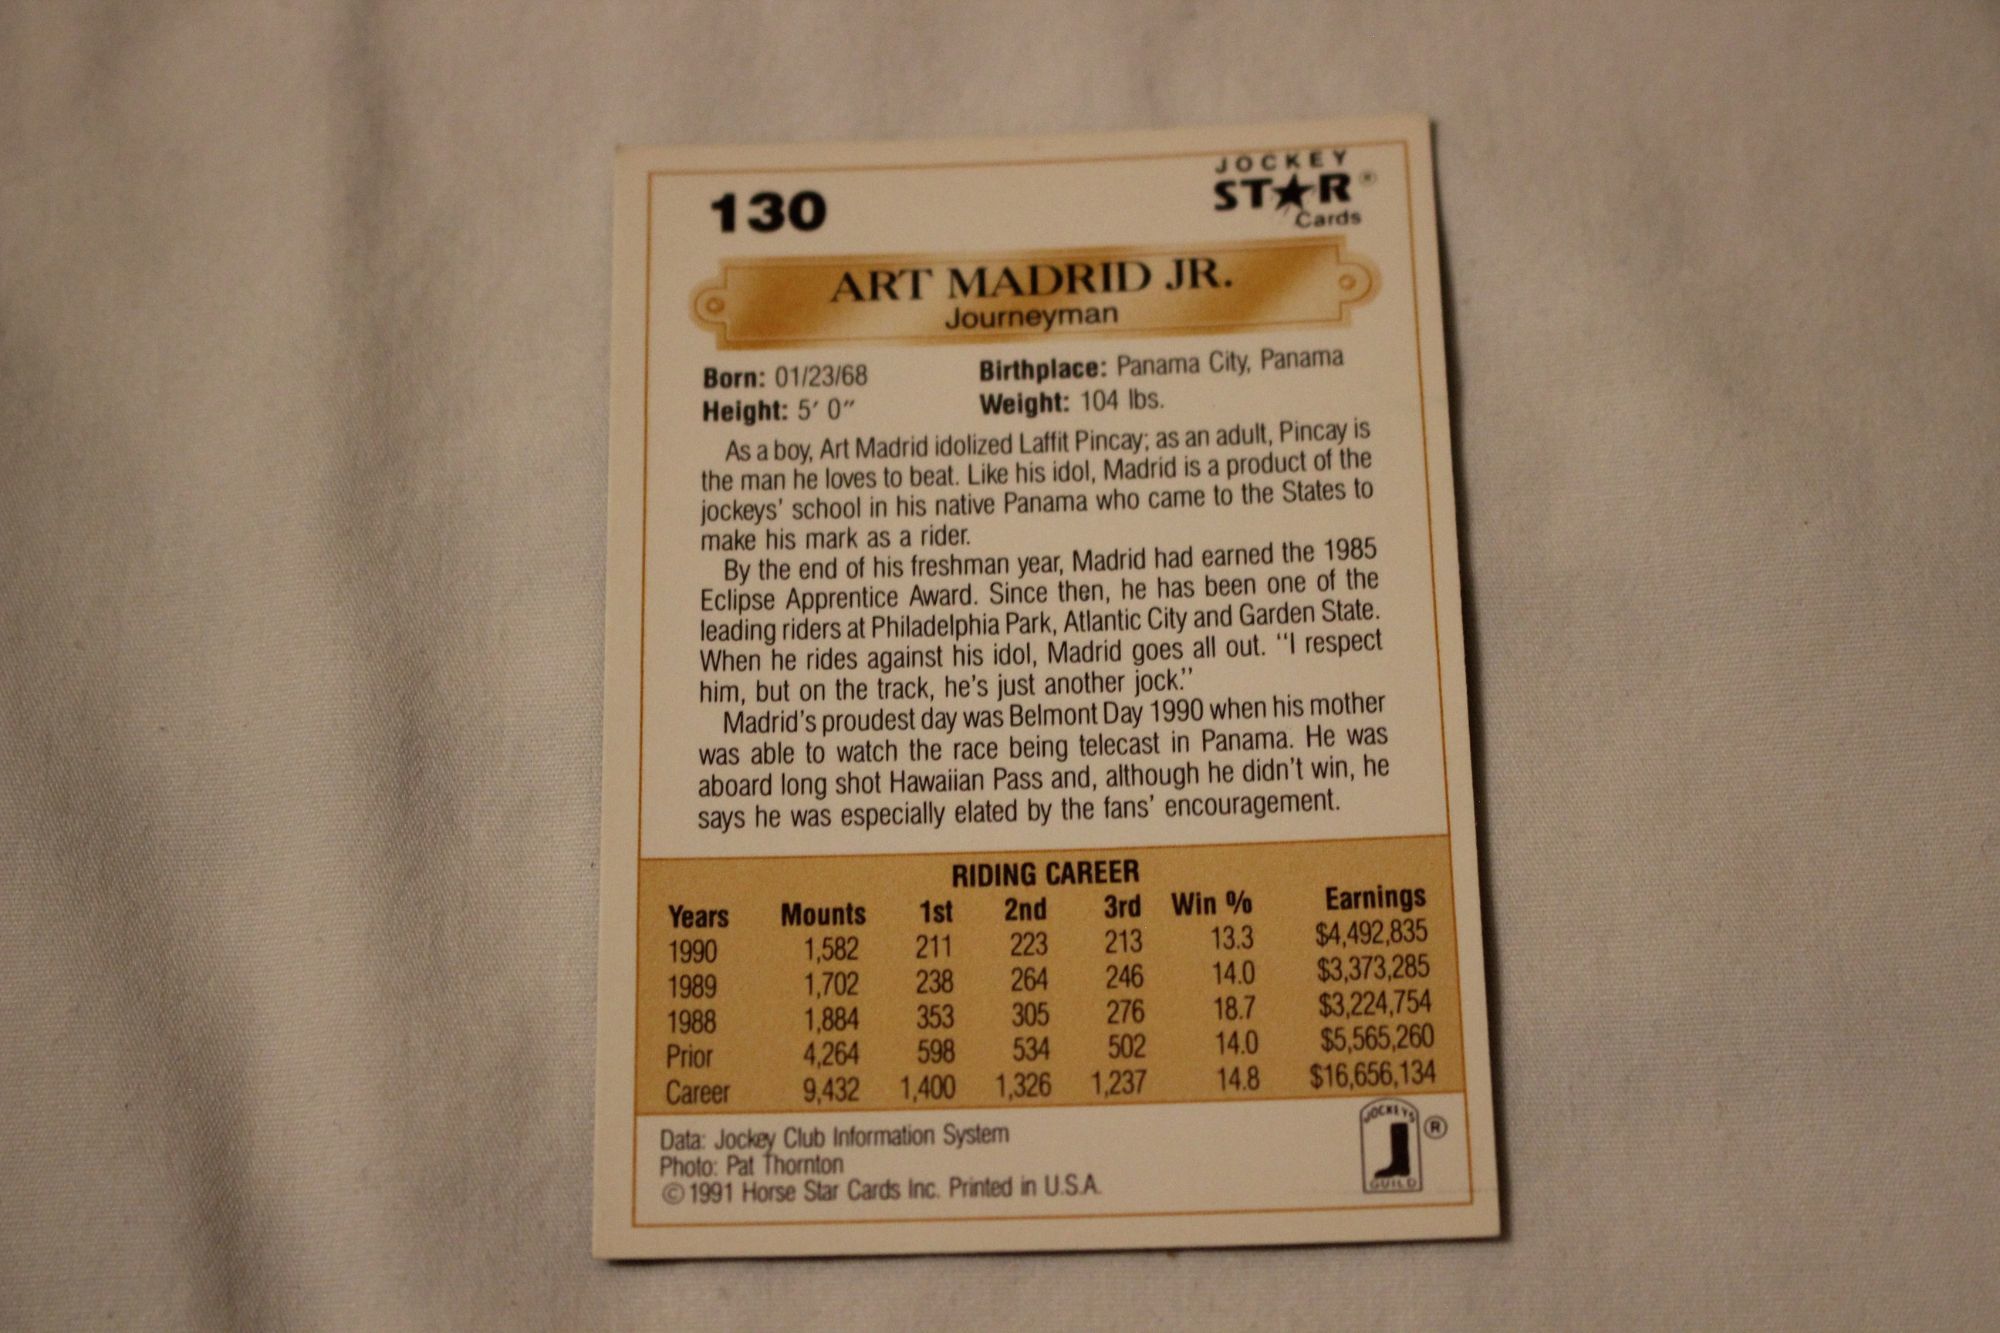 130
JOCKEY
ST★R®
Cards
ART MADRID JR.
Journeyman
Born: 01/23/68 Birthplace: Panama City, Panama
Height: 5′ 0″ Weight: 104 lbs.
As a boy, Art Madrid idolized Laffit Pincay; as an adult, Pincay is
the man he loves to beat. Like his idol, Madrid is a product of the
jockeys' school in his native Panama who came to the States to
make his mark as a rider.
By the end of his freshman year, Madrid had earned the 1985
Eclipse Apprentice Award. Since then, he has been one of the
leading riders at Philadelphia Park, Atlantic City and Garden State.
When he rides against his idol, Madrid goes all out. "I respect
him, but on the track, he's just another jock."
Madrid's proudest day was Belmont Day 1990 when his mother
was able to watch the race being telecast in Panama. He was
aboard long shot Hawaiian Pass and, although he didn't win, he
says he was especially elated by the fans' encouragement.
RIDING CAREER
Years Mounts 1st 2nd 3rd Win % Earnings
1990 1,582 211 223 213 13.3 $4,492,835
1989 1,702 238 264 246 14.0 $3,373,285
1988 1,884 353 305 276 18.7 $3,224,754
Prior 4,264 598 534 502 14.0 $5,565,260
Career 9,432 1,400 1,326 1,237 14.8 $16,656,134
Data: Jockey Club Information System
Photo: Pat Thornton
©1991 Horse Star Cards Inc. Printed in U.S.A.
JOCKEYS ®
GUILD